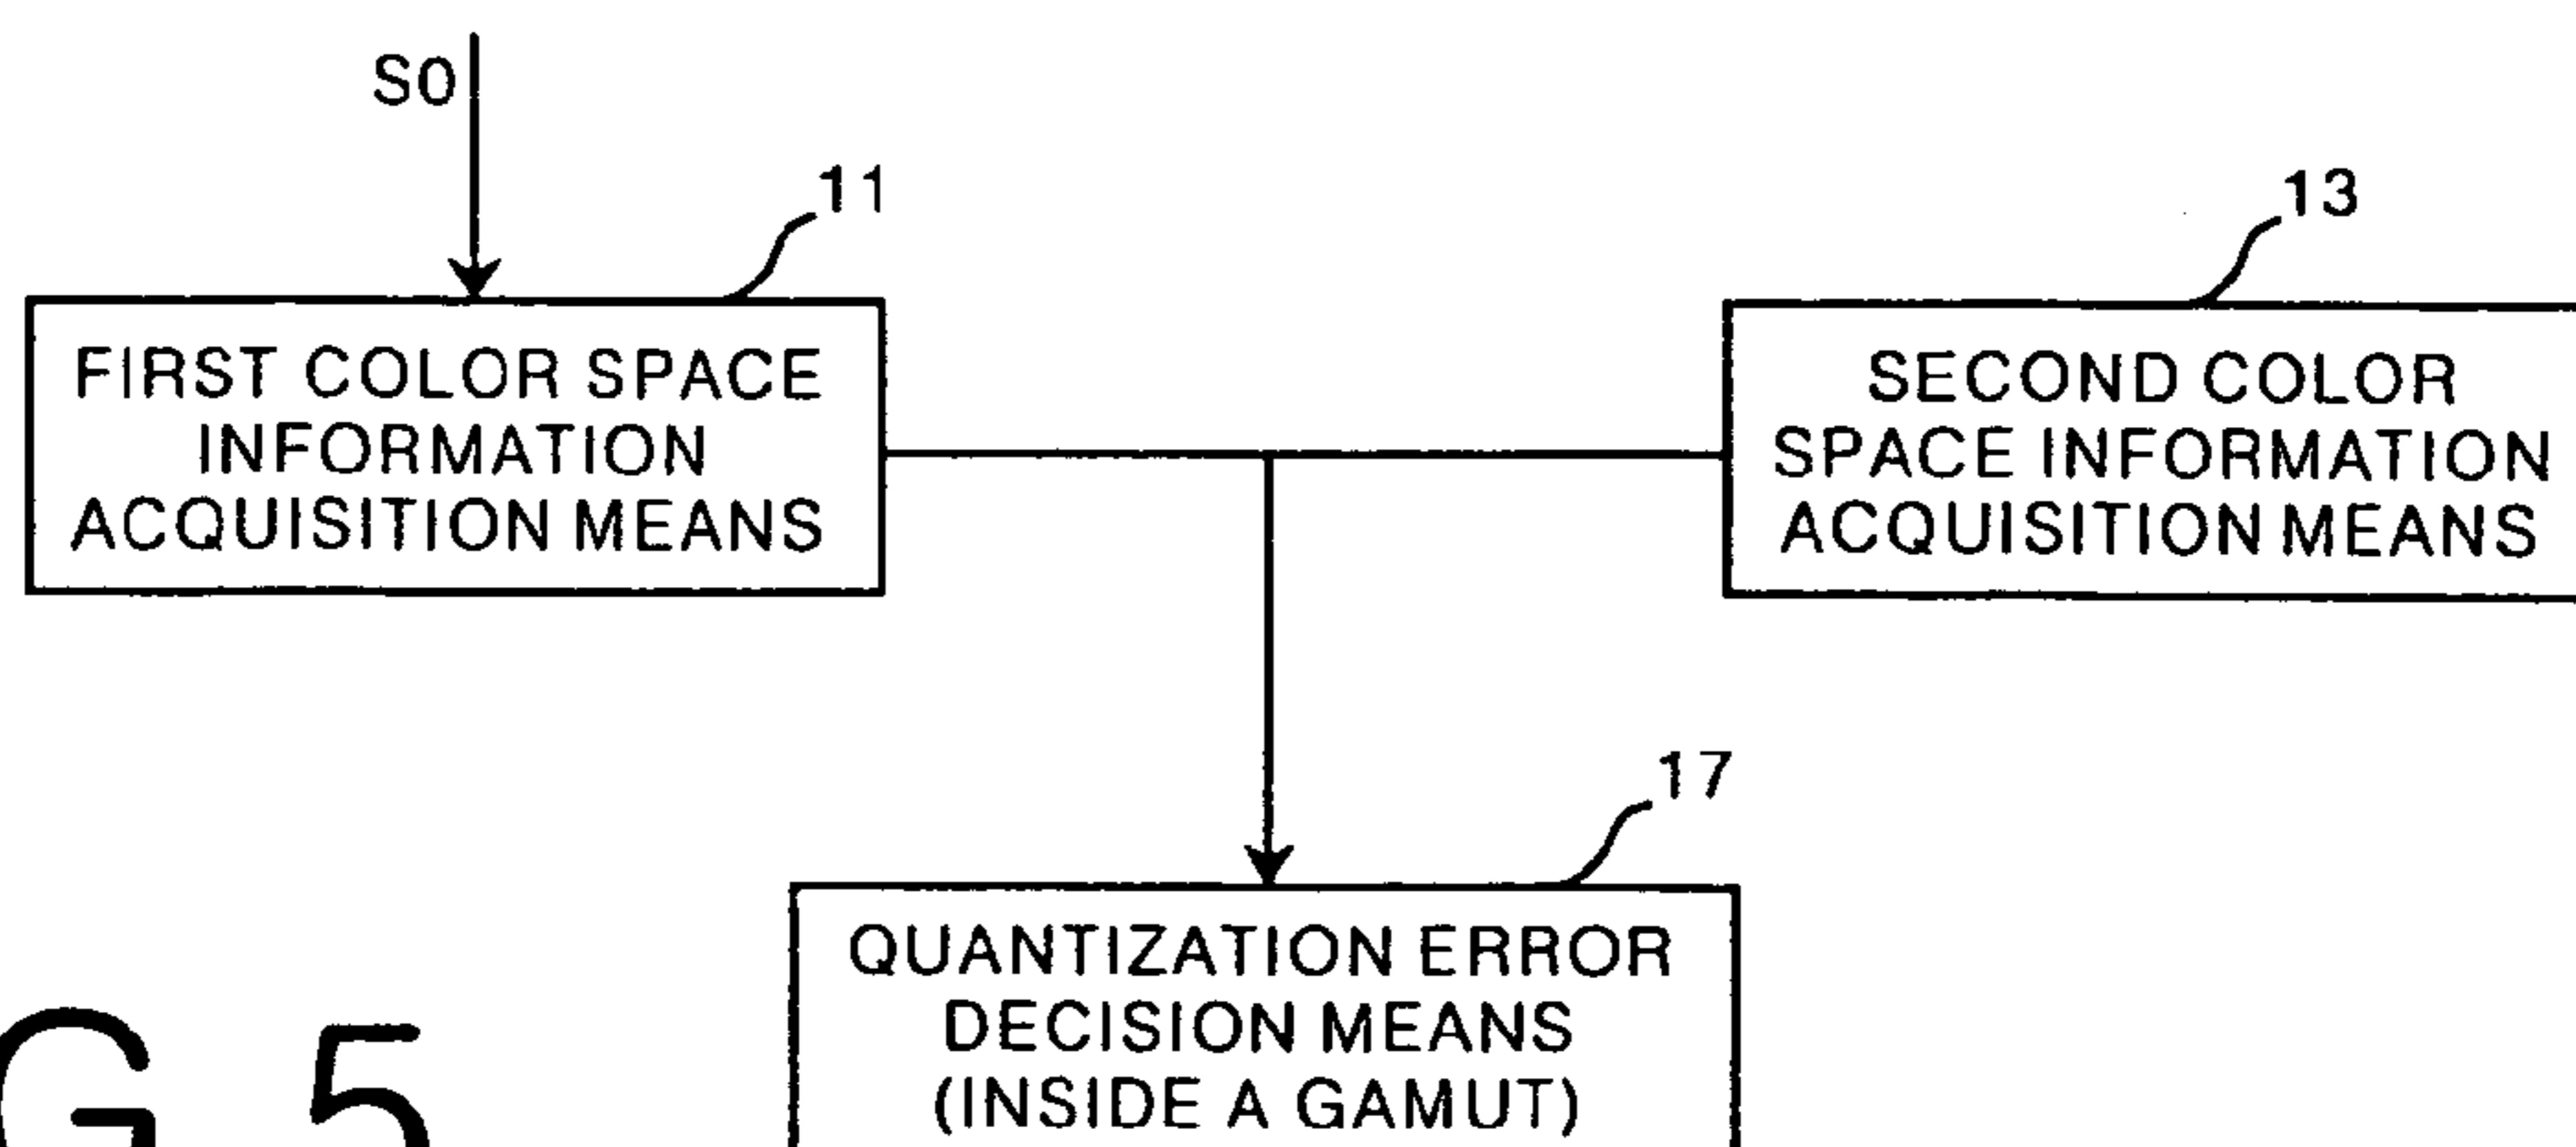 S0
11
13
FIRST COLOR SPACE
INFORMATION
ACQUISITION MEANS
SECOND COLOR
SPACE INFORMATION
ACQUISITION MEANS
17
QUANTIZATION ERROR
DECISION MEANS
(INSIDE A GAMUT)
G 5